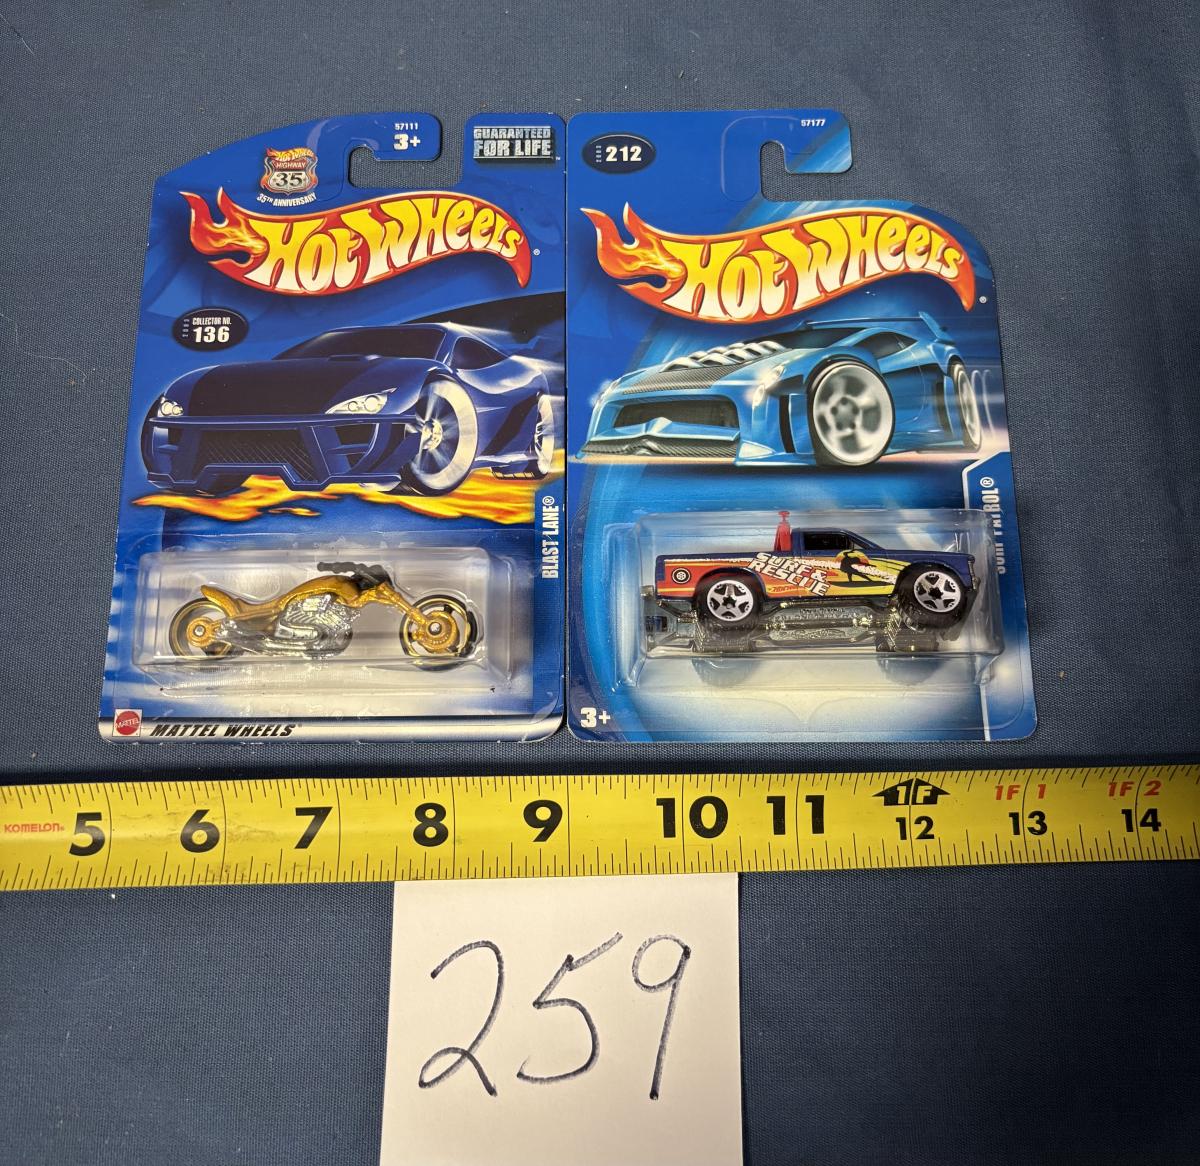 57111
3+
GUARANTEED
FOR LIFE
HOT WHEELS
HIGHWAY
35
35TH ANNIVERSARY
HOT WHEELS®
2003 COLLECTOR NO.
136
BLAST LANE®
MATTEL
MATTEL WHEELS
57177
2003 212
HOT WHEELS®
SURF PATROL®
SURF &
RESCUE
3+
KOMELON® 5 6 7 8 9 10 11 1F 12 1F 1 13 1F 2 14
259